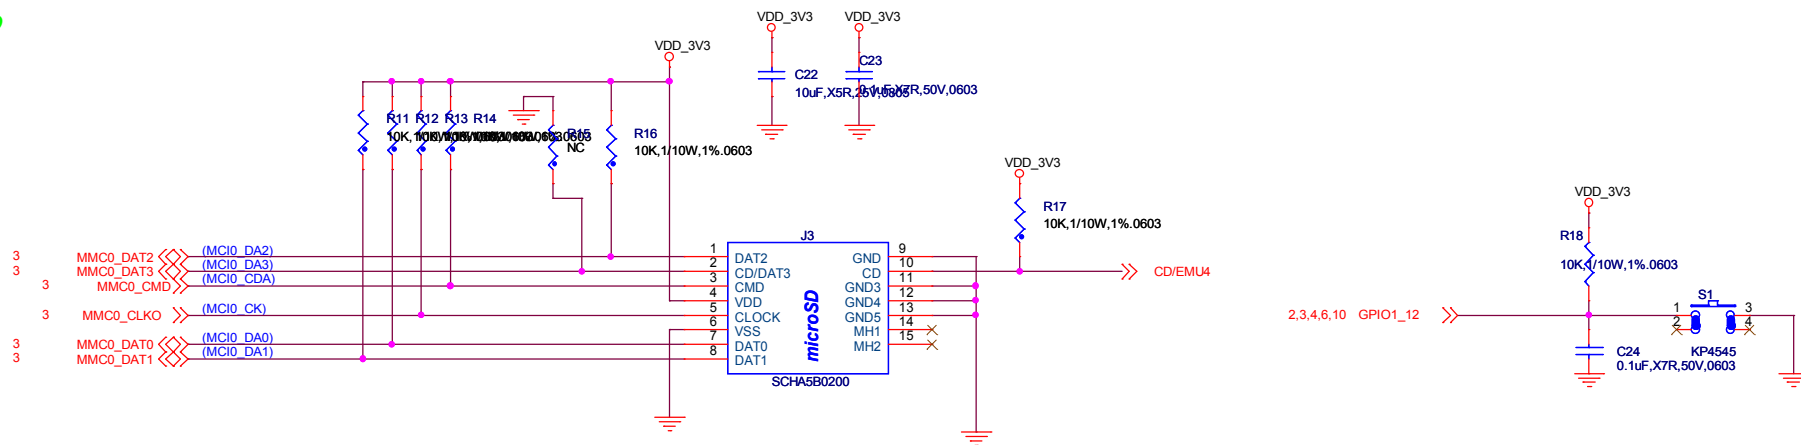 VDD_3V3
VDD_3V3
VDD_3V3
C22
10uF,X5R,25V,0805
C23
0.1uF,X7R,50V,0603
R11 R12 R13 R14
R15
NC
R16
10K,1/10W,1%.0603
VDD_3V3
R17
10K,1/10W,1%.0603
VDD_3V3
R18
10K,1/10W,1%.0603
3 MMC0_DAT2 (MCI0_DA2)
3 MMC0_DAT3 (MCI0_DA3)
3 MMC0_CMD (MCI0_CDA)
3 MMC0_CLKO (MCI0_CK)
3 MMC0_DAT0 (MCI0_DA0)
3 MMC0_DAT1 (MCI0_DA1)
J3
1 DAT2 GND 9
2 CD/DAT3 CD 10
3 CMD GND3 11
4 VDD GND4 12
5 CLOCK GND5 13
6 VSS MH1 14
7 DAT0 MH2 15
8 DAT1
microSD
SCHA5B0200
CD/EMU4
2,3,4,6,10 GPIO1_12
S1
1 3
2 4
KP4545
C24
0.1uF,X7R,50V,0603